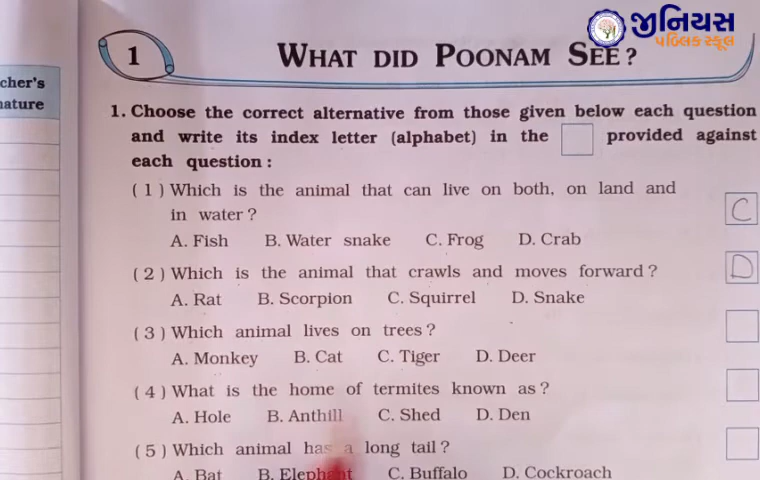 જીનિયસ
પબ્લિક સ્કૂલ
1 WHAT DID POONAM SEE?
cher's
nature
1. Choose the correct alternative from those given below each question
and write its index letter (alphabet) in the provided against
each question :
( 1 ) Which is the animal that can live on both, on land and
in water ?
C
A. Fish B. Water snake C. Frog D. Crab
( 2 ) Which is the animal that crawls and moves forward ? D
A. Rat B. Scorpion C. Squirrel D. Snake
( 3 ) Which animal lives on trees ?
A. Monkey B. Cat C. Tiger D. Deer
( 4 ) What is the home of termites known as ?
A. Hole B. Anthill C. Shed D. Den
( 5 ) Which animal has a long tail ?
A. Bat B. Elephant C. Buffalo D. Cockroach